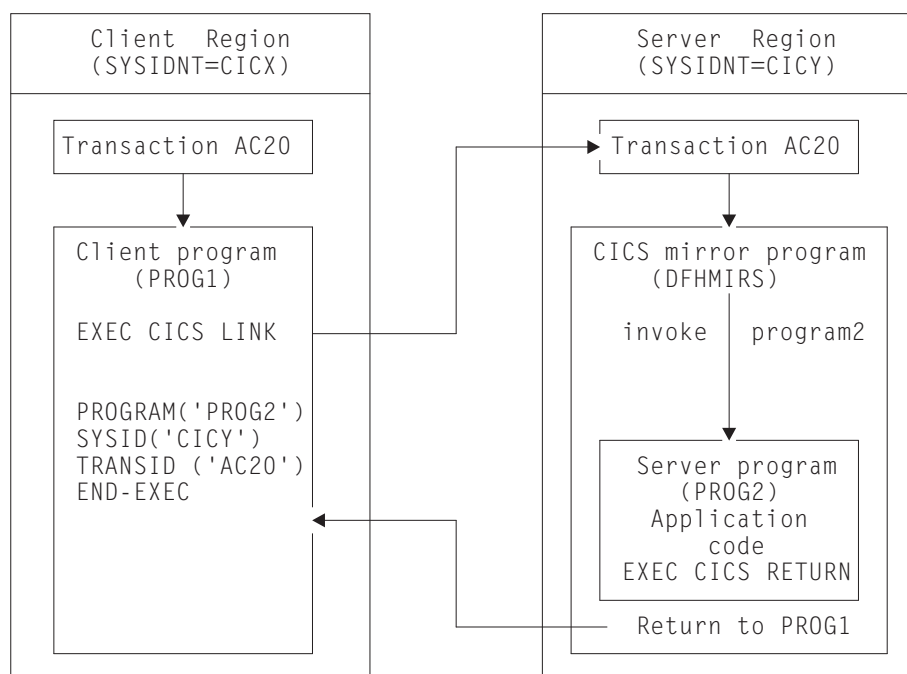 Client Region
(SYSIDNT=CICX)
Transaction AC20
Client program
(PROG1)
EXEC CICS LINK
PROGRAM('PROG2')
SYSID('CICY')
TRANSID ('AC20')
END-EXEC
Server Region
(SYSIDNT=CICY)
Transaction AC20
CICS mirror program
(DFHMIRS)
invoke program2
Server program
(PROG2)
Application
code
EXEC CICS RETURN
Return to PROG1